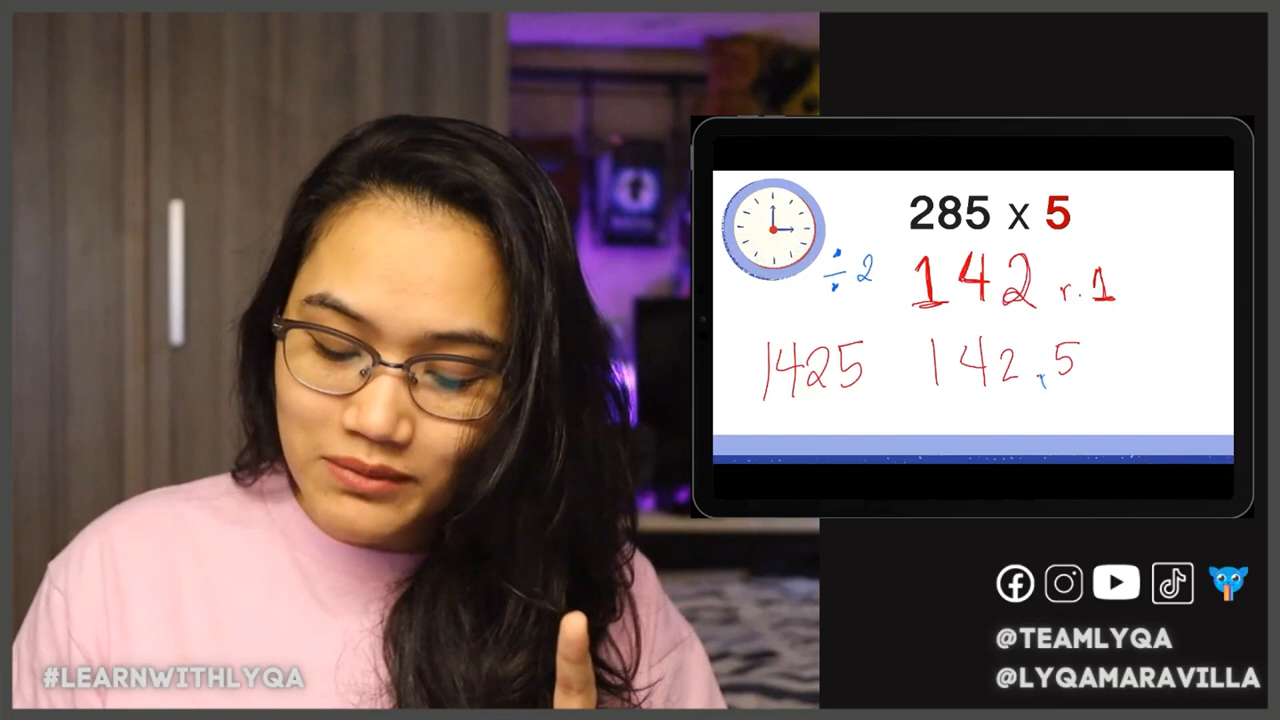 285 x 5
÷ 2 142 r. 1
1425 142.5
#LEARNWITHLYQA
@TEAMLYQA
@LYQAMARAVILLA